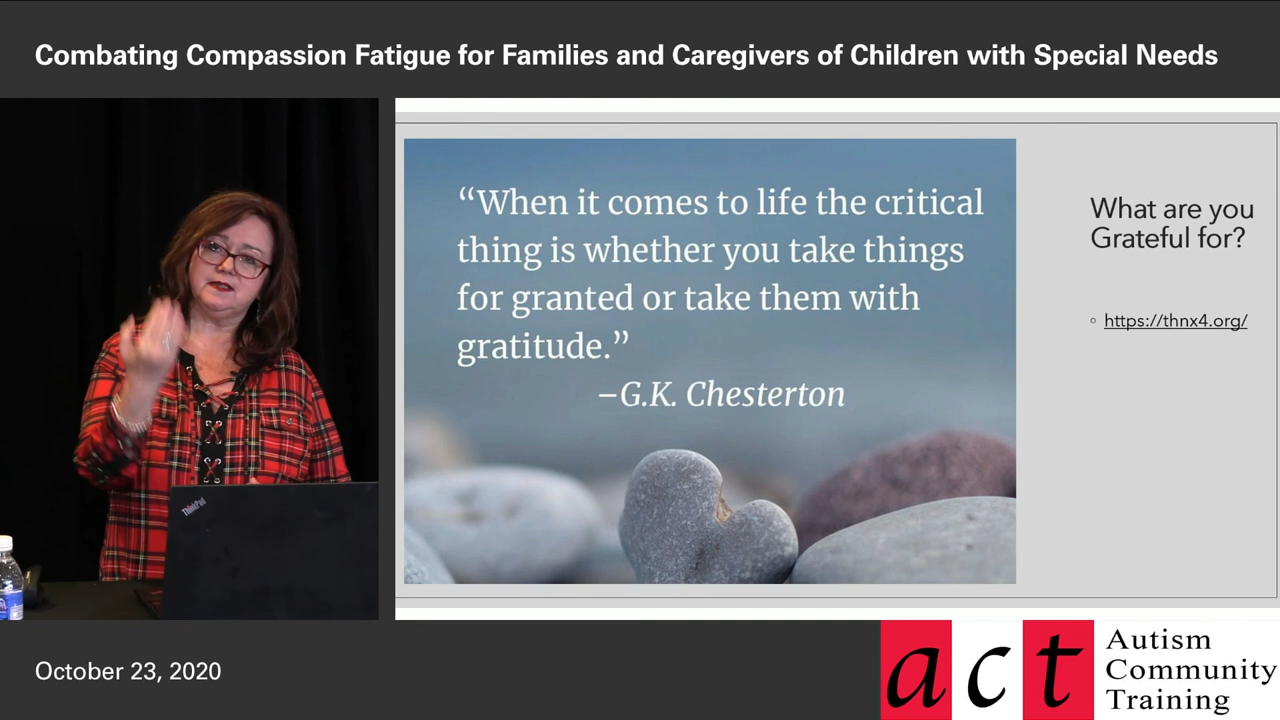 Combating Compassion Fatigue for Families and Caregivers of Children with Special Needs
“When it comes to life the critical
thing is whether you take things
for granted or take them with
gratitude.”
–G.K. Chesterton
What are you
Grateful for?
https://thnx4.org/
ThinkPad
October 23, 2020
act
Autism
Community
Training